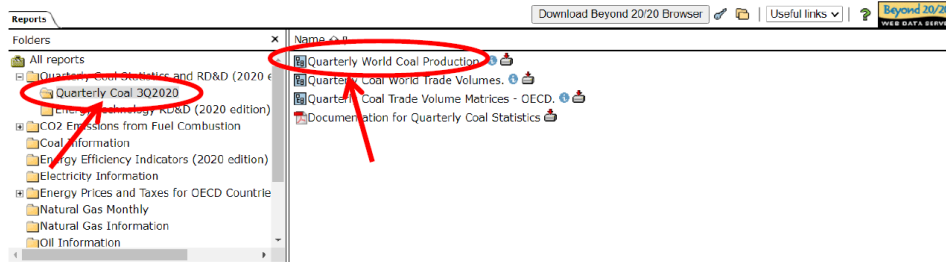 Download Beyond 20/20 Browser | Useful links | ? Beyond 20/20
WEB DATA SERV
Reports
Folders × Name
All reports
Quarterly World Coal Production
Quarterly Coal Statistics and RD&D (2020 e
Quarterly Coal World Trade Volumes.
Quarterly Coal 3Q2020
Quarterly Coal Trade Volume Matrices - OECD.
Energy Technology RD&D (2020 edition)
Documentation for Quarterly Coal Statistics
CO2 Emissions from Fuel Combustion
Coal Information
Energy Efficiency Indicators (2020 edition)
Electricity Information
Energy Prices and Taxes for OECD Countrie
Natural Gas Monthly
Natural Gas Information
Oil Information